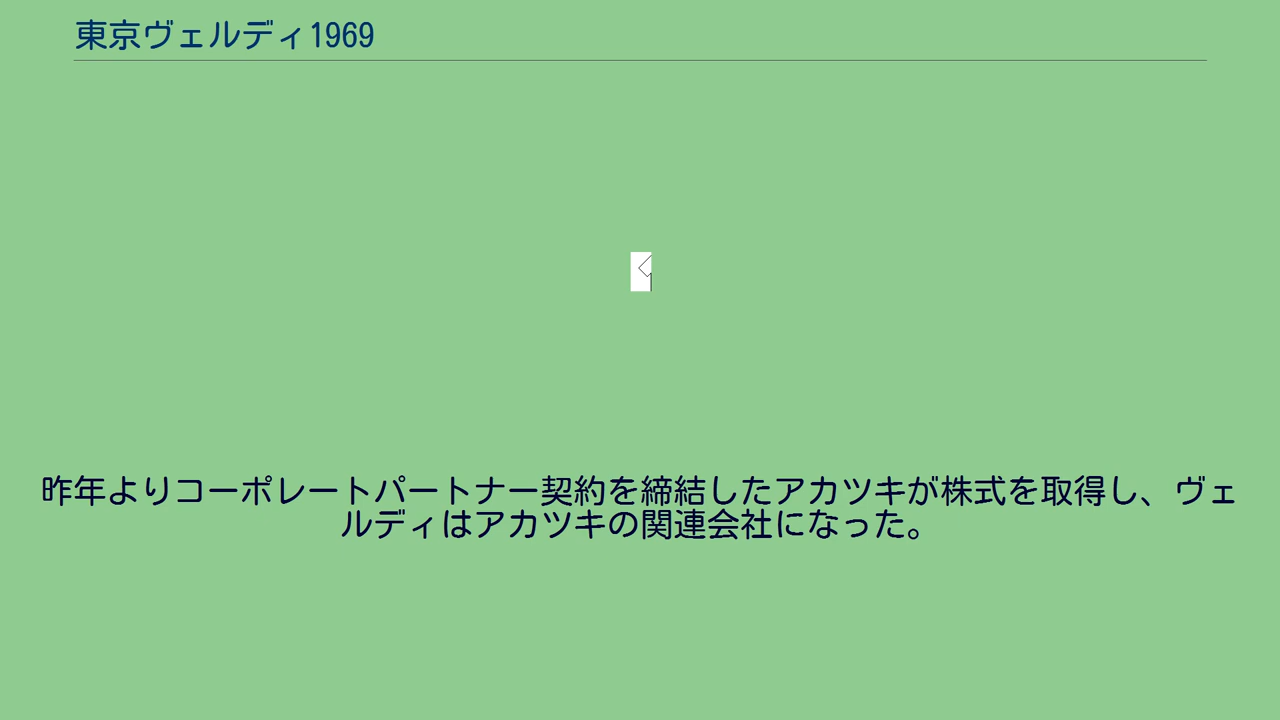 東京ヴェルディ1969
昨年よりコーポレートパートナー契約を締結したアカツキが株式を取得し、ヴェ
ルディはアカツキの関連会社になった。